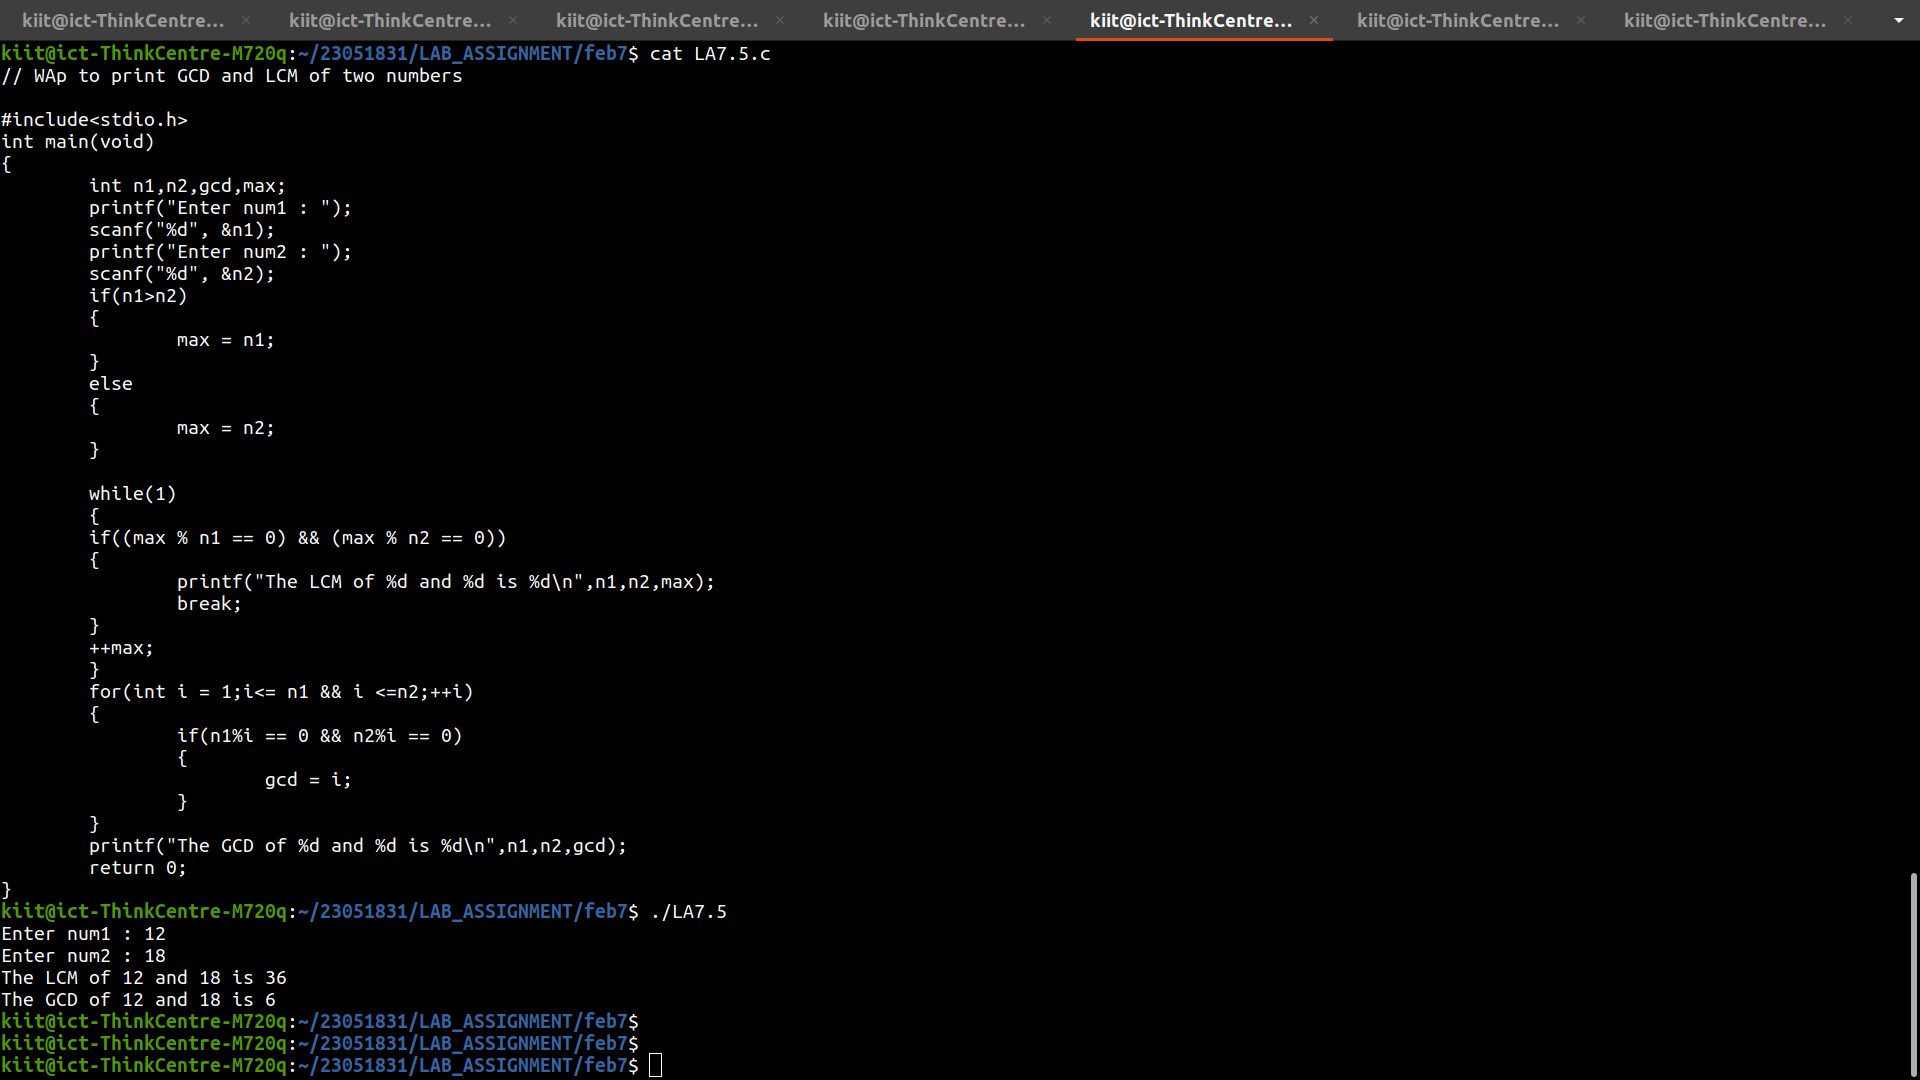 kiit@ict-ThinkCentre... × kiit@ict-ThinkCentre... × kiit@ict-ThinkCentre... × kiit@ict-ThinkCentre... × kiit@ict-ThinkCentre... × kiit@ict-ThinkCentre... × kiit@ict-ThinkCentre... ×
kiit@ict-ThinkCentre-M720q:~/23051831/LAB_ASSIGNMENT/feb7$ cat LA7.5.c
// WAp to print GCD and LCM of two numbers

#include<stdio.h>
int main(void)
{
        int n1,n2,gcd,max;
        printf("Enter num1 : ");
        scanf("%d", &n1);
        printf("Enter num2 : ");
        scanf("%d", &n2);
        if(n1>n2)
        {
                max = n1;
        }
        else
        {
                max = n2;
        }

        while(1)
        {
        if((max % n1 == 0) && (max % n2 == 0))
        {
                printf("The LCM of %d and %d is %d\n",n1,n2,max);
                break;
        }
        ++max;
        }
        for(int i = 1;i<= n1 && i <=n2;++i)
        {
                if(n1%i == 0 && n2%i == 0)
                {
                        gcd = i;
                }
        }
        printf("The GCD of %d and %d is %d\n",n1,n2,gcd);
        return 0;
}
kiit@ict-ThinkCentre-M720q:~/23051831/LAB_ASSIGNMENT/feb7$ ./LA7.5
Enter num1 : 12
Enter num2 : 18
The LCM of 12 and 18 is 36
The GCD of 12 and 18 is 6
kiit@ict-ThinkCentre-M720q:~/23051831/LAB_ASSIGNMENT/feb7$
kiit@ict-ThinkCentre-M720q:~/23051831/LAB_ASSIGNMENT/feb7$
kiit@ict-ThinkCentre-M720q:~/23051831/LAB_ASSIGNMENT/feb7$